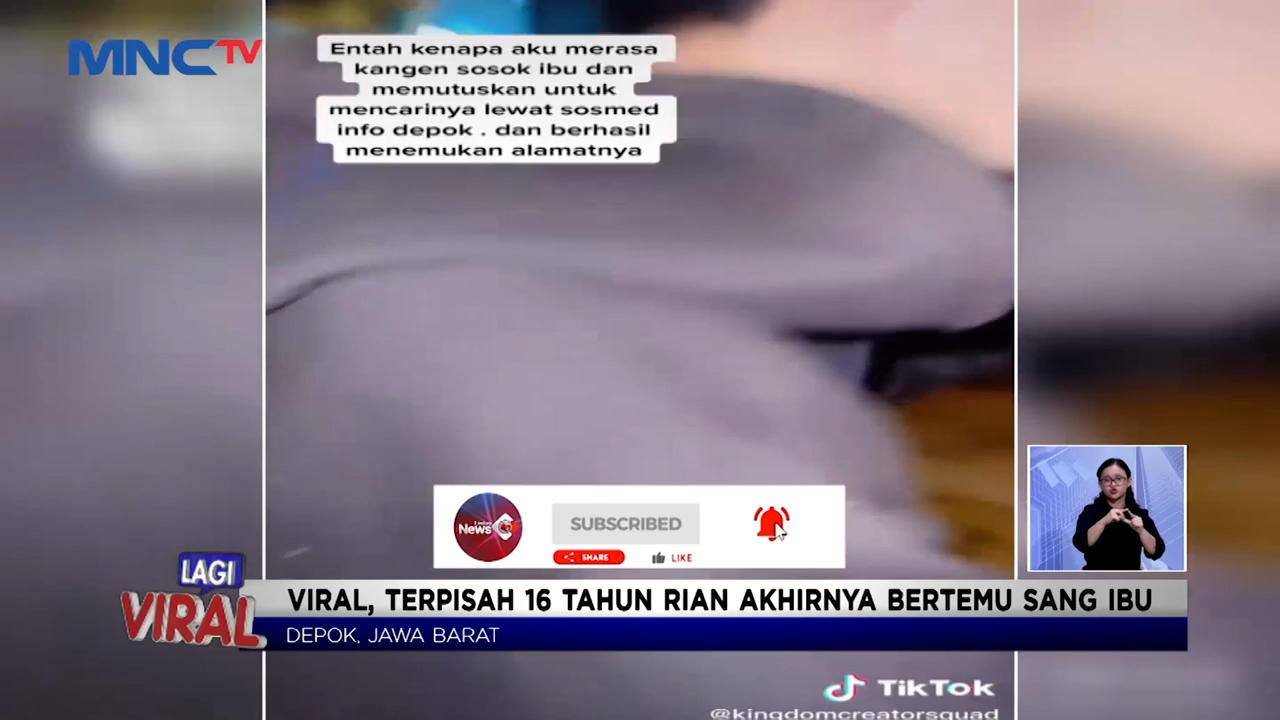 MNCTV
Entah kenapa aku merasa
kangen sosok ibu dan
memutuskan untuk
mencarinya lewat sosmed
info depok . dan berhasil
menemukan alamatnya
News
SUBSCRIBED
SHARE
LIKE
LAGI
VIRAL
VIRAL, TERPISAH 16 TAHUN RIAN AKHIRNYA BERTEMU SANG IBU
DEPOK, JAWA BARAT
TikTok
@kingdomcreatorsquad